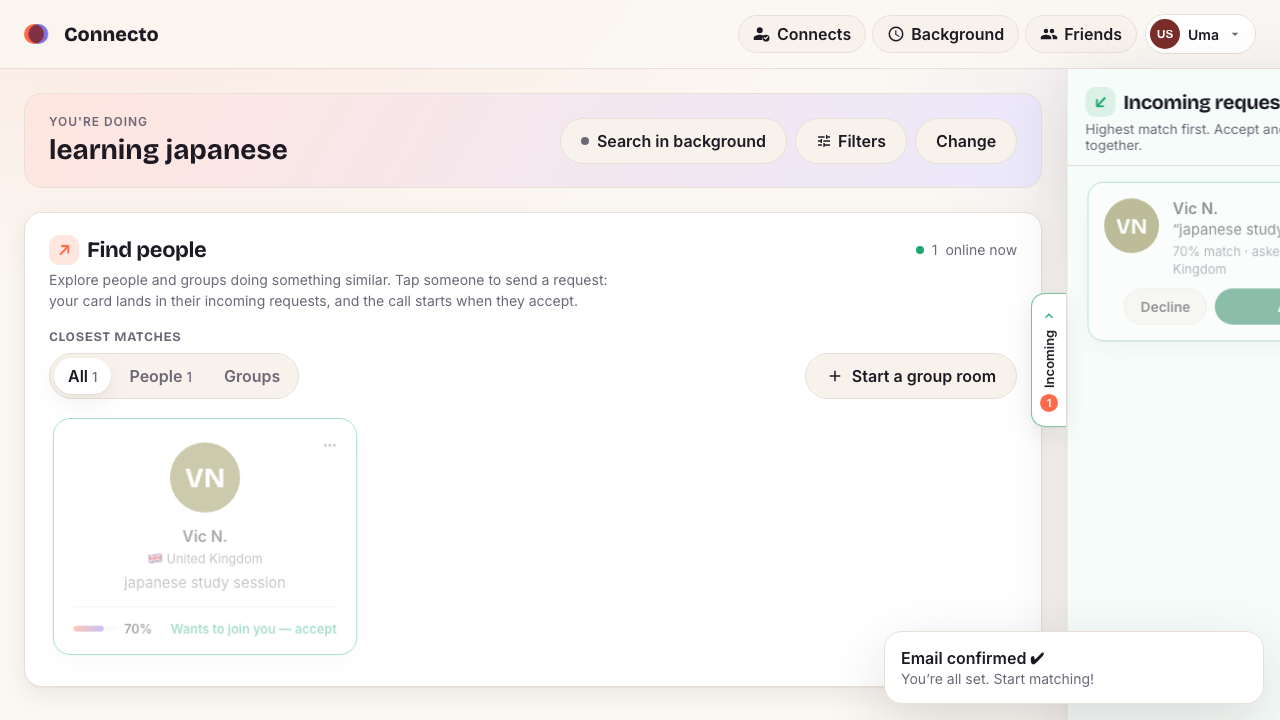 Connecto
Connects
Background
Friends
US
Uma
YOU'RE DOING
learning japanese
Search in background
Filters
Change
Find people
1 online now
Explore people and groups doing something similar. Tap someone to send a request:
your card lands in their incoming requests, and the call starts when they accept.
CLOSEST MATCHES
All 1
People 1
Groups
Start a group room
VN
Vic N.
🇬🇧 United Kingdom
japanese study session
70%
Wants to join you — accept
Incoming
1
Incoming reques
Highest match first. Accept an
together.
VN
Vic N.
“japanese study
70% match · aske
Kingdom
Decline
Email confirmed ✔
You’re all set. Start matching!